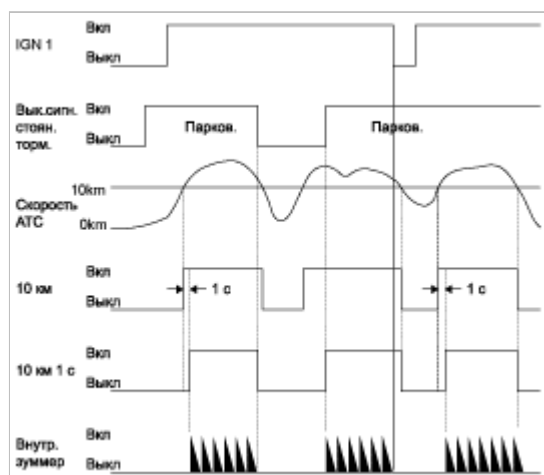 IGN 1
Вкл
Выкл
Вык.сигн.
стоян.
торм.
Вкл
Выкл
Парков.
Парков.
Скорость
АТС
10km
0km
10 км
Вкл
Выкл
1 с
1 с
10 км 1 с
Вкл
Выкл
Внутр.
зуммер
Вкл
Выкл